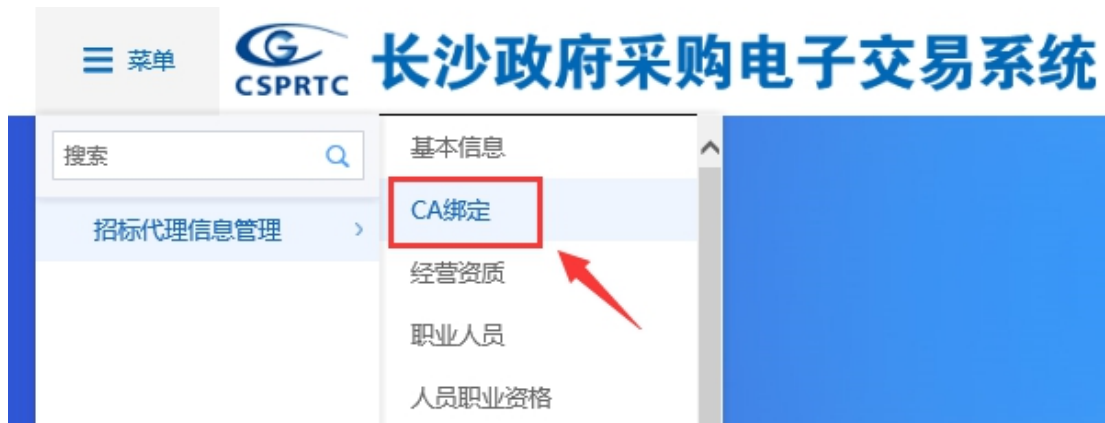 菜单
CSPRTC
长沙政府采购电子交易系统
搜索
招标代理信息管理
基本信息
CA绑定
经营资质
职业人员
人员职业资格